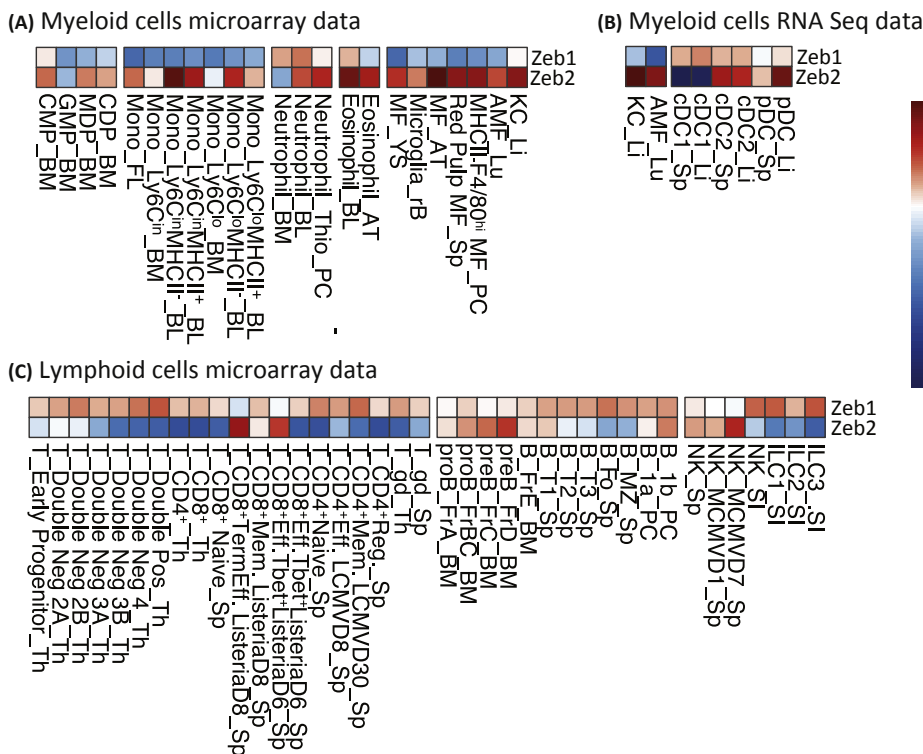 (A) Myeloid cells microarray data
(B) Myeloid cells RNA Seq data
Zeb1
Zeb2
CMP_BM
GMP_BM
MDP_BM
CDP_BM
Mono_FL
Mono_Ly6Cⁱⁿ_BM
Mono_Ly6CⁱⁿMHCII⁻_BL
Mono_Ly6CⁱⁿMHCII⁺_BL
Mono_Ly6Cˡᵒ_BM
Mono_Ly6CˡᵒMHCII⁻_BL
Mono_Ly6CˡᵒMHCII⁺_BL
Neutrophil_BM
Neutrophil_BL
Neutrophil_Thio_PC
Eosinophil_BL
Eosinophil_AT
MF_YS
Microglia_rB
MF_AT
Red Pulp MF_Sp
MHCII-F4/80ʰⁱ MF_PC
AMF_Lu
KC_Li
Zeb1
Zeb2
KC_Li
AMF_Lu
cDC1_Sp
cDC1_Li
cDC2_Sp
cDC2_Li
pDC_Sp
pDC_Li
(C) Lymphoid cells microarray data
Zeb1
Zeb2
T_Early Progenitor_Th
T_Double Neg 2A_Th
T_Double Neg 2B_Th
T_Double Neg 3A_Th
T_Double Neg 3B_Th
T_Double Neg 4_Th
T_Double Pos_Th
T_CD4⁺_Th
T_CD8⁺_Th
T_CD8⁺Naive_Sp
T_CD8⁺TermEff. ListeriaD8_Sp
T_CD8⁺Mem. ListeriaD8_Sp
T_CD8⁺Eff. Tbet⁺ListeriaD6_Sp
T_CD8⁺Eff. Tbet⁺ListeriaD6_Sp
T_CD4⁺Naive_Sp
T_CD4⁺Eff. LCMVD8_Sp
T_CD4⁺Mem. LCMVD30_Sp
T_CD4⁺Reg._Sp
T_gd_Th
T_gd_Sp
proB_FrA_BM
proB_FrBC_BM
preB_FrC_BM
preB_FrD_BM
B_FrE_BM
B_T1_Sp
B_T2_Sp
B_T3_Sp
B_Fo_Sp
B_MZ_Sp
B_1a_PC
B_1b_PC
NK_Sp
NK_MCMVD1_Sp
NK_MCMVD7_Sp
NK_SI
ILC1_SI
ILC2_SI
ILC3_SI